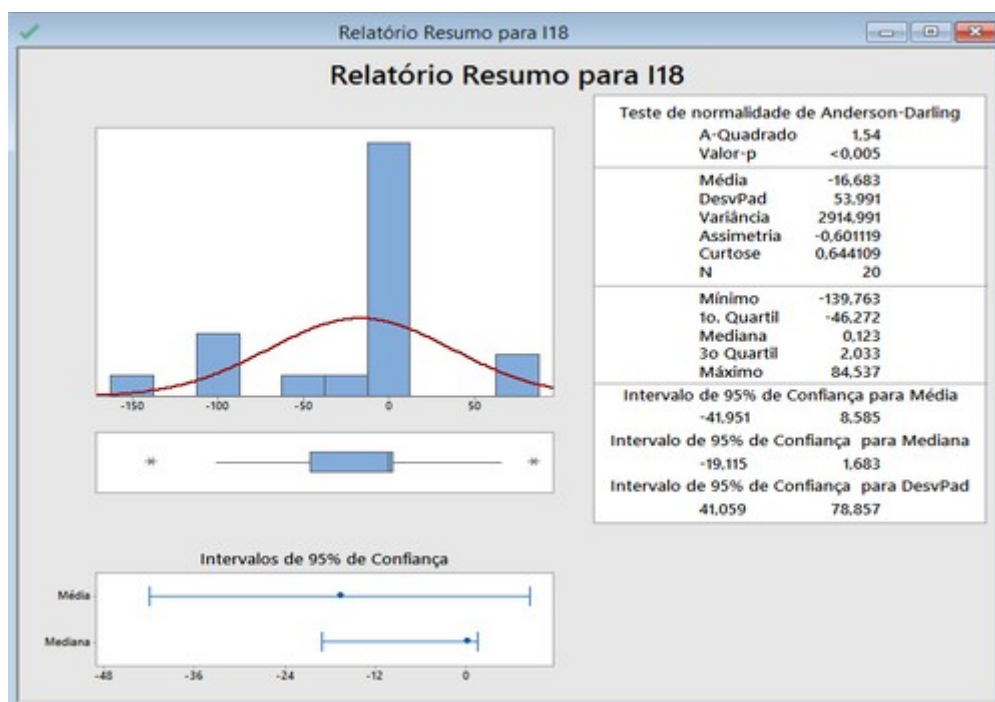 Relatório Resumo para I18
Relatório Resumo para I18
-150 -100 -50 0 50
Intervalos de 95% de Confiança
Média
Mediana
-48 -36 -24 -12 0
Teste de normalidade de Anderson-Darling
A-Quadrado 1,54
Valor-p <0,005
Média -16,683
DesvPad 53,991
Variância 2914,991
Assimetria -0,601119
Curtose 0,644109
N 20
Mínimo -139,763
1o. Quartil -46,272
Mediana 0,123
3o Quartil 2,033
Máximo 84,537
Intervalo de 95% de Confiança para Média
-41,951 8,585
Intervalo de 95% de Confiança para Mediana
-19,115 1,683
Intervalo de 95% de Confiança para DesvPad
41,059 78,857